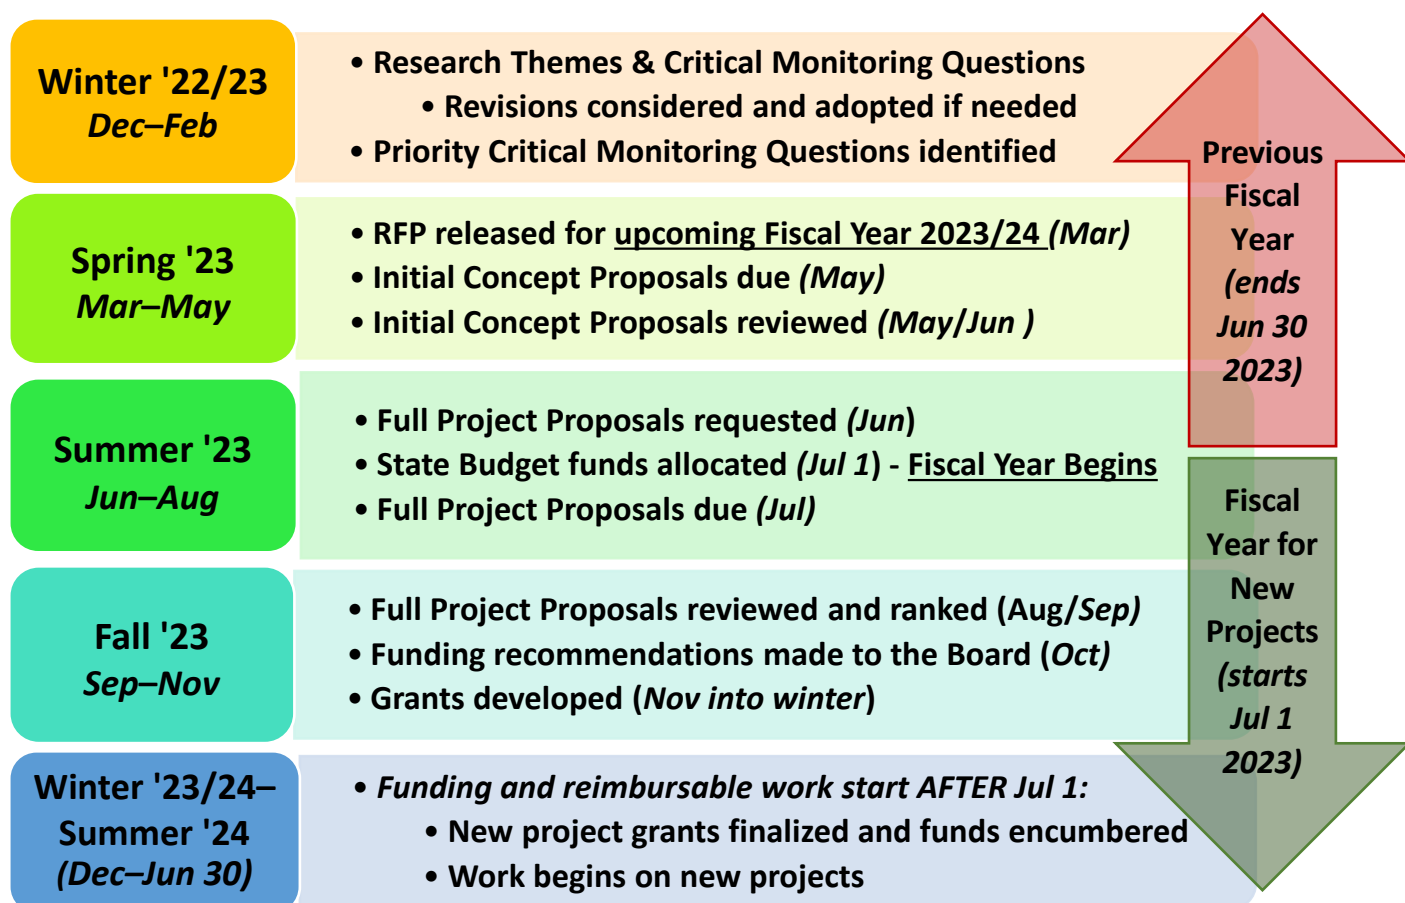 Winter '22/23
Dec–Feb
• Research Themes & Critical Monitoring Questions
• Revisions considered and adopted if needed
• Priority Critical Monitoring Questions identified
Spring '23
Mar–May
• RFP released for upcoming Fiscal Year 2023/24 (Mar)
• Initial Concept Proposals due (May)
• Initial Concept Proposals reviewed (May/Jun )
Summer '23
Jun–Aug
• Full Project Proposals requested (Jun)
• State Budget funds allocated (Jul 1) - Fiscal Year Begins
• Full Project Proposals due (Jul)
Fall '23
Sep–Nov
• Full Project Proposals reviewed and ranked (Aug/Sep)
• Funding recommendations made to the Board (Oct)
• Grants developed (Nov into winter)
Winter '23/24–
Summer '24
(Dec–Jun 30)
• Funding and reimbursable work start AFTER Jul 1:
• New project grants finalized and funds encumbered
• Work begins on new projects
Previous
Fiscal
Year
(ends
Jun 30
2023)
Fiscal
Year for
New
Projects
(starts
Jul 1
2023)